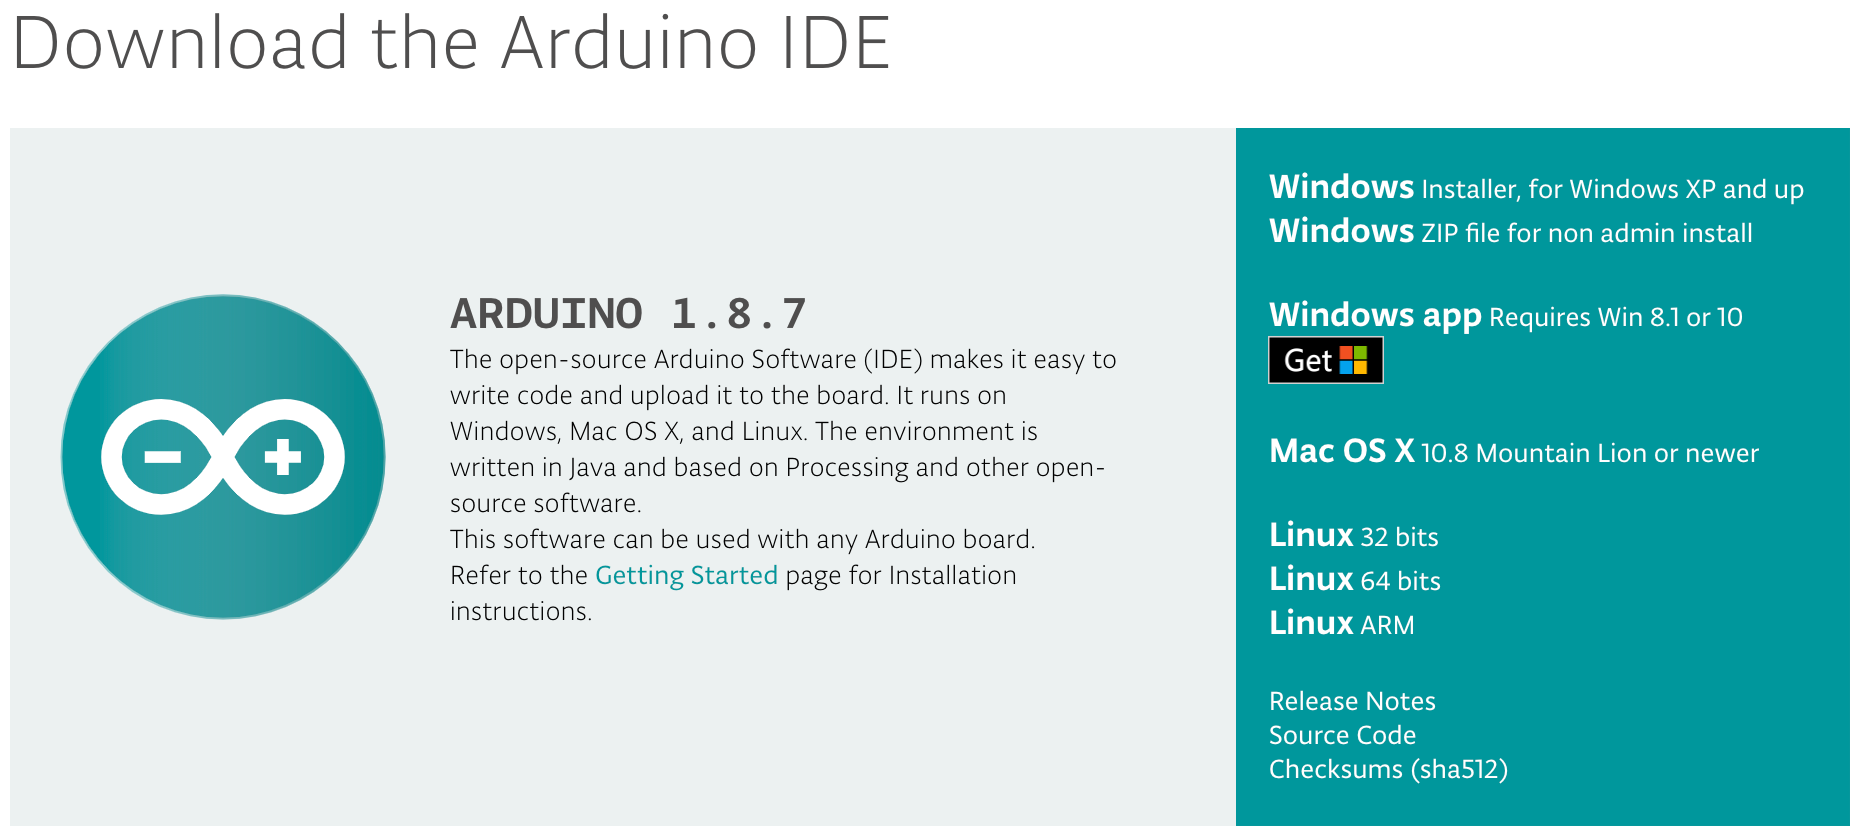 Download the Arduino IDE
ARDUINO 1.8.7
The open-source Arduino Software (IDE) makes it easy to
write code and upload it to the board. It runs on
Windows, Mac OS X, and Linux. The environment is
written in Java and based on Processing and other open-
source software.
This software can be used with any Arduino board.
Refer to the Getting Started page for Installation
instructions.
Windows Installer, for Windows XP and up
Windows ZIP file for non admin install
Windows app Requires Win 8.1 or 10
Get
Mac OS X 10.8 Mountain Lion or newer
Linux 32 bits
Linux 64 bits
Linux ARM
Release Notes
Source Code
Checksums (sha512)